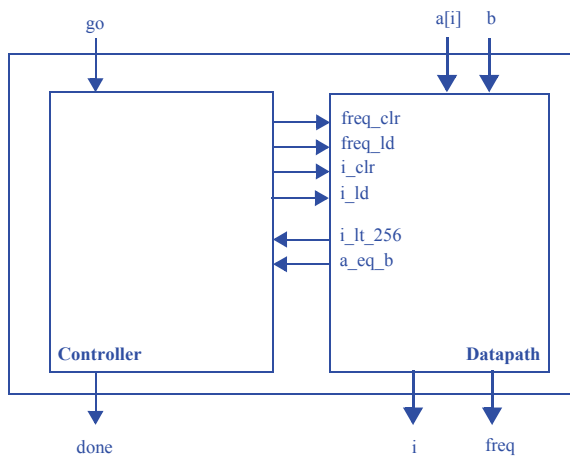 go
a[i] b
freq_clr
freq_ld
i_clr
i_ld
i_lt_256
a_eq_b
Controller
Datapath
done
i
freq